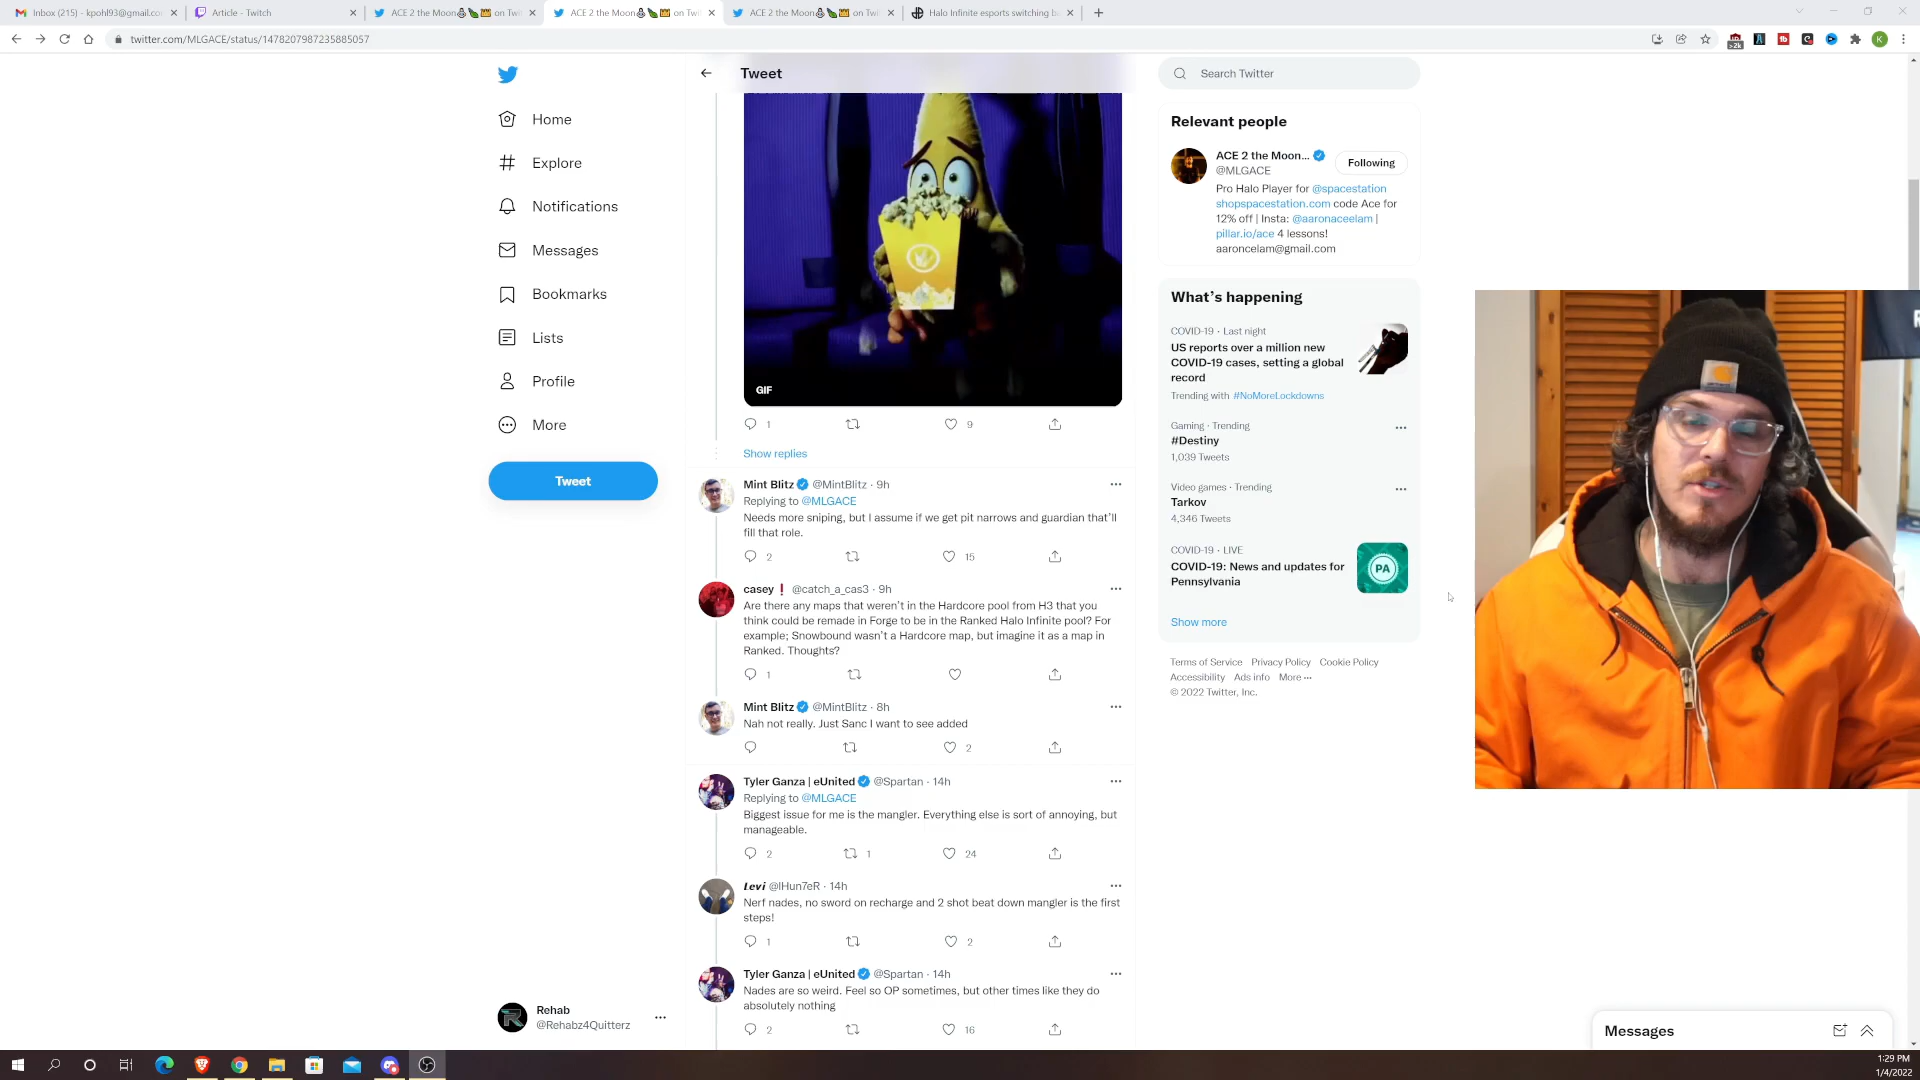 Inbox (215) - kpohl93@gmail.co
Article - Twitch
ACE 2 the Moon on Twi
ACE 2 the Moon on Twi
ACE 2 the Moon on Twi
Halo Infinite esports switching b
twitter.com/MLGACE/status/1478207987235885057
Home
Explore
Notifications
Messages
Bookmarks
Lists
Profile
More
Tweet
Rehab
@Rehabz4Quitterz
Tweet
GIF
1 9
Show replies
Mint Blitz @MintBlitz · 9h
Replying to @MLGACE
Needs more sniping, but I assume if we get pit narrows and guardian that'll
fill that role.
2 15
casey❗ @catch_a_cas3 · 9h
Are there any maps that weren't in the Hardcore pool from H3 that you
think could be remade in Forge to be in the Ranked Halo Infinite pool? For
example; Snowbound wasn't a Hardcore map, but imagine it as a map in
Ranked. Thoughts?
1
Mint Blitz @MintBlitz · 8h
Nah not really. Just Sanc I want to see added
2
Tyler Ganza | eUnited @Spartan · 14h
Replying to @MLGACE
Biggest issue for me is the mangler. Everything else is sort of annoying, but
manageable.
2 1 24
Levi @lHun7eR · 14h
Nerf nades, no sword on recharge and 2 shot beat down mangler is the first
steps!
1 2
Tyler Ganza | eUnited @Spartan · 14h
Nades are so weird. Feel so OP sometimes, but other times like they do
absolutely nothing
2 16
Search Twitter
Relevant people
ACE 2 the Moon...
@MLGACE
Following
Pro Halo Player for @spacestation
shopspacestation.com code Ace for
12% off | Insta: @aaronaceelam |
pillar.io/ace 4 lessons!
aaroncelam@gmail.com
What's happening
COVID-19 · Last night
US reports over a million new
COVID-19 cases, setting a global
record
Trending with #NoMoreLockdowns
Gaming · Trending
#Destiny
1,039 Tweets
Video games · Trending
Tarkov
4,346 Tweets
COVID-19 · LIVE
COVID-19: News and updates for
Pennsylvania
PA
Show more
Terms of Service Privacy Policy Cookie Policy
Accessibility Ads info More ···
© 2022 Twitter, Inc.
carhartt
Messages
1:29 PM
1/4/2022